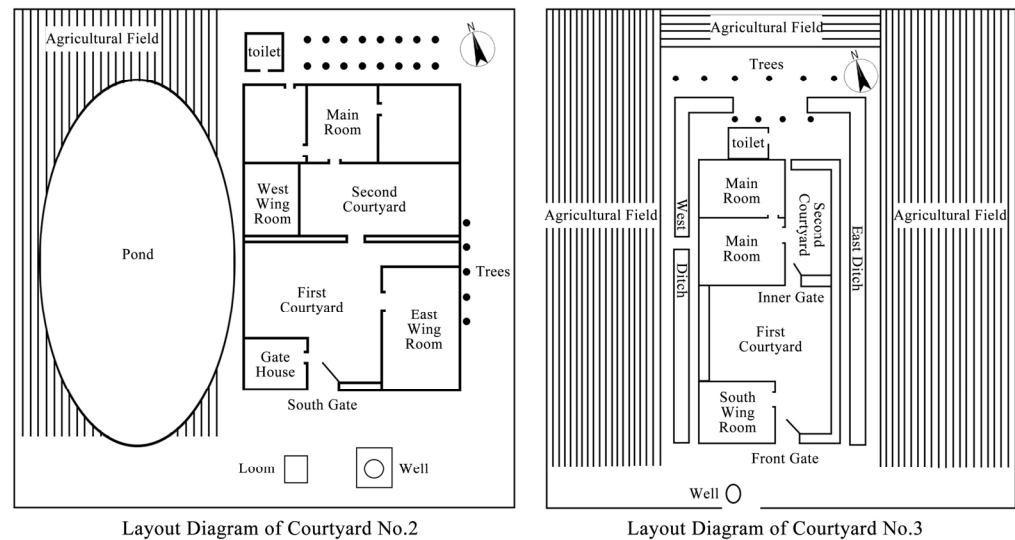 Agricultural Field
toilet
N
Main
Room
West
Wing
Room
Second
Courtyard
Pond
Trees
First
Courtyard
East
Wing
Room
Gate
House
South Gate
Loom
Well
Layout Diagram of Courtyard No.2
Agricultural Field
Trees
N
toilet
Main
Room
Second
Courtyard
West
Ditch
Agricultural Field
Agricultural Field
East Ditch
Main
Room
Inner Gate
First
Courtyard
South
Wing
Room
Front Gate
Well
Layout Diagram of Courtyard No.3